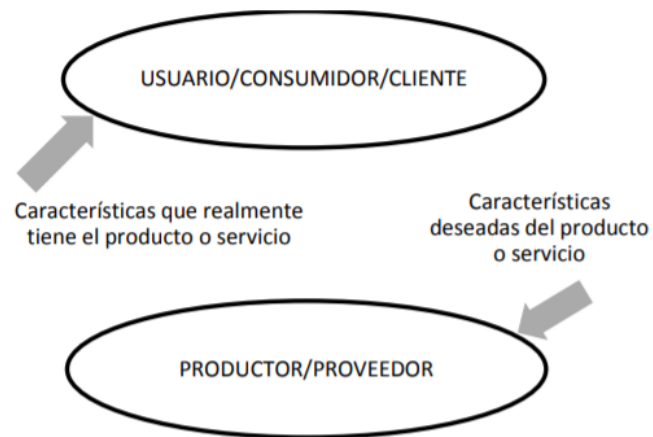 USUARIO/CONSUMIDOR/CLIENTE
Características que realmente
tiene el producto o servicio
Características
deseadas del producto
o servicio
PRODUCTOR/PROVEEDOR